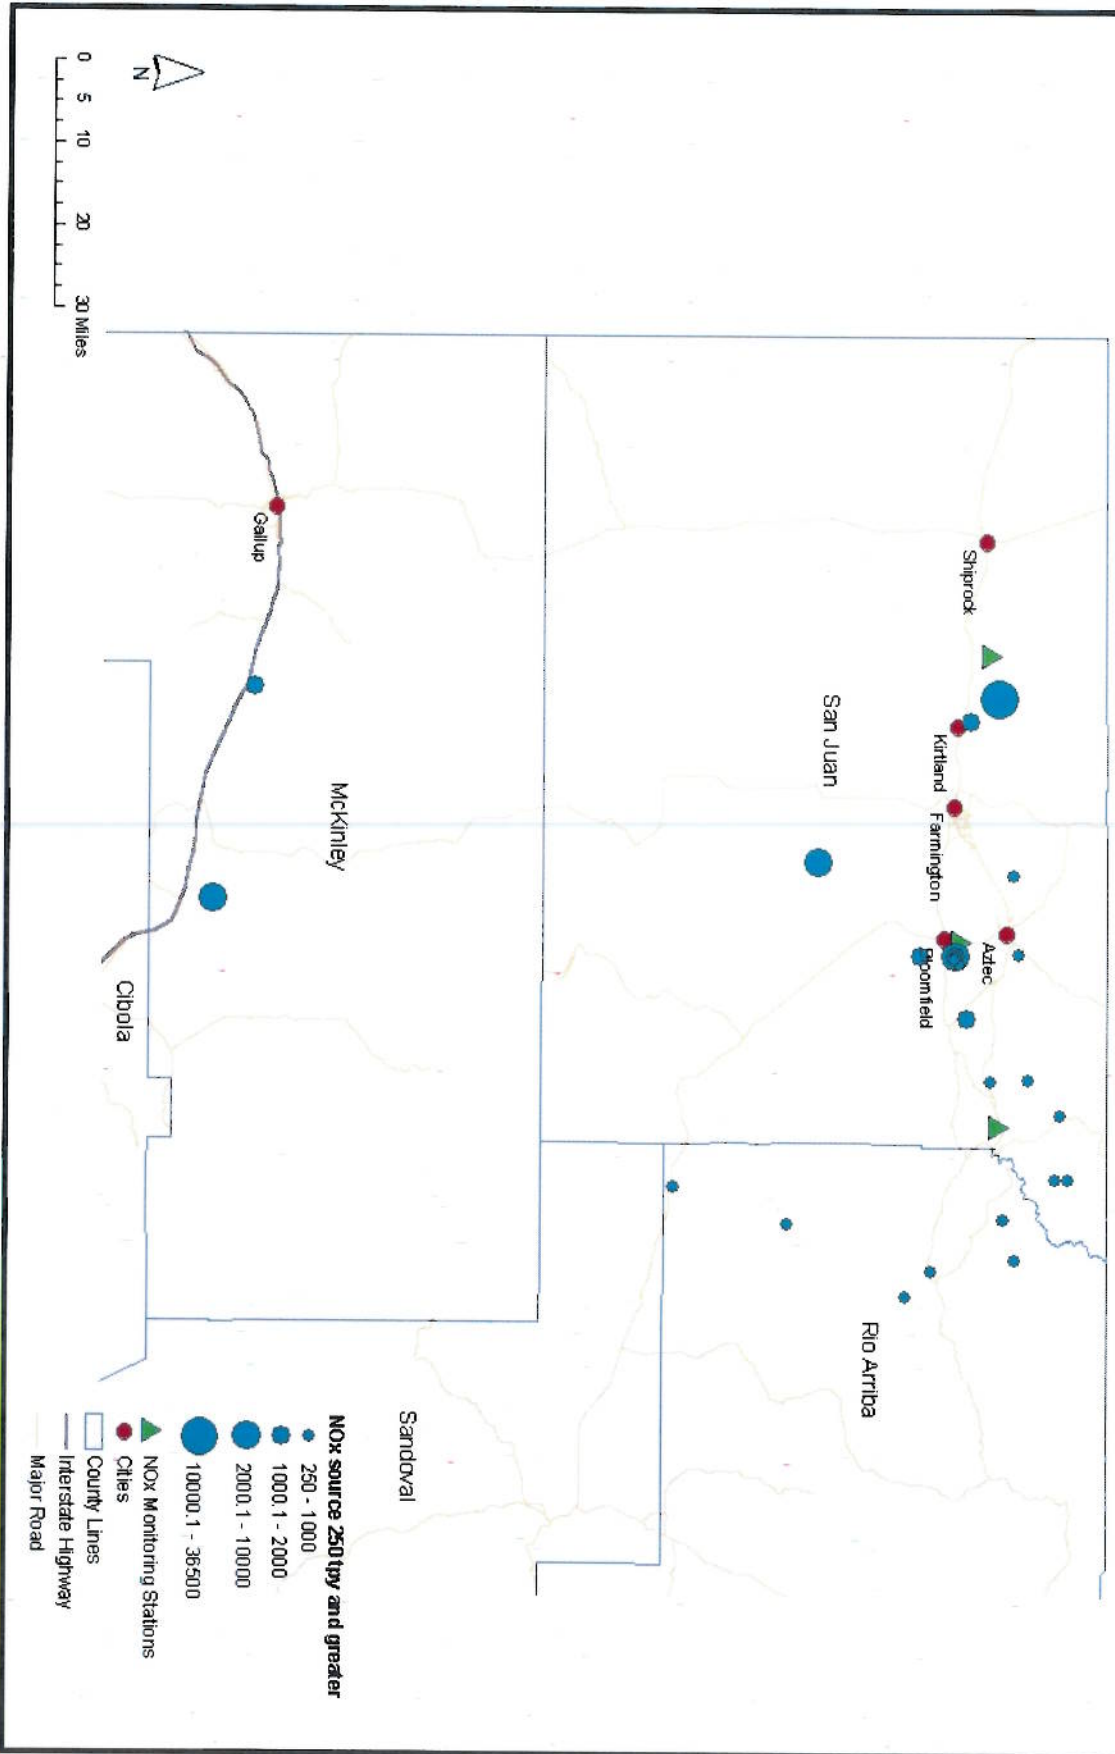 Shiprock
Kirtland
Farmington
Aztec
Bloomfield
San Juan
Rio Arriba
McKinley
Sandoval
Gallup
Cibola
NOx source 250 tpy and greater
250 - 1000
1000.1 - 2000
2000.1 - 10000
10000.1 - 36500
NOx Monitoring Stations
Cities
County Lines
Interstate Highway
Major Road
N
0 5 10 20 30 Miles